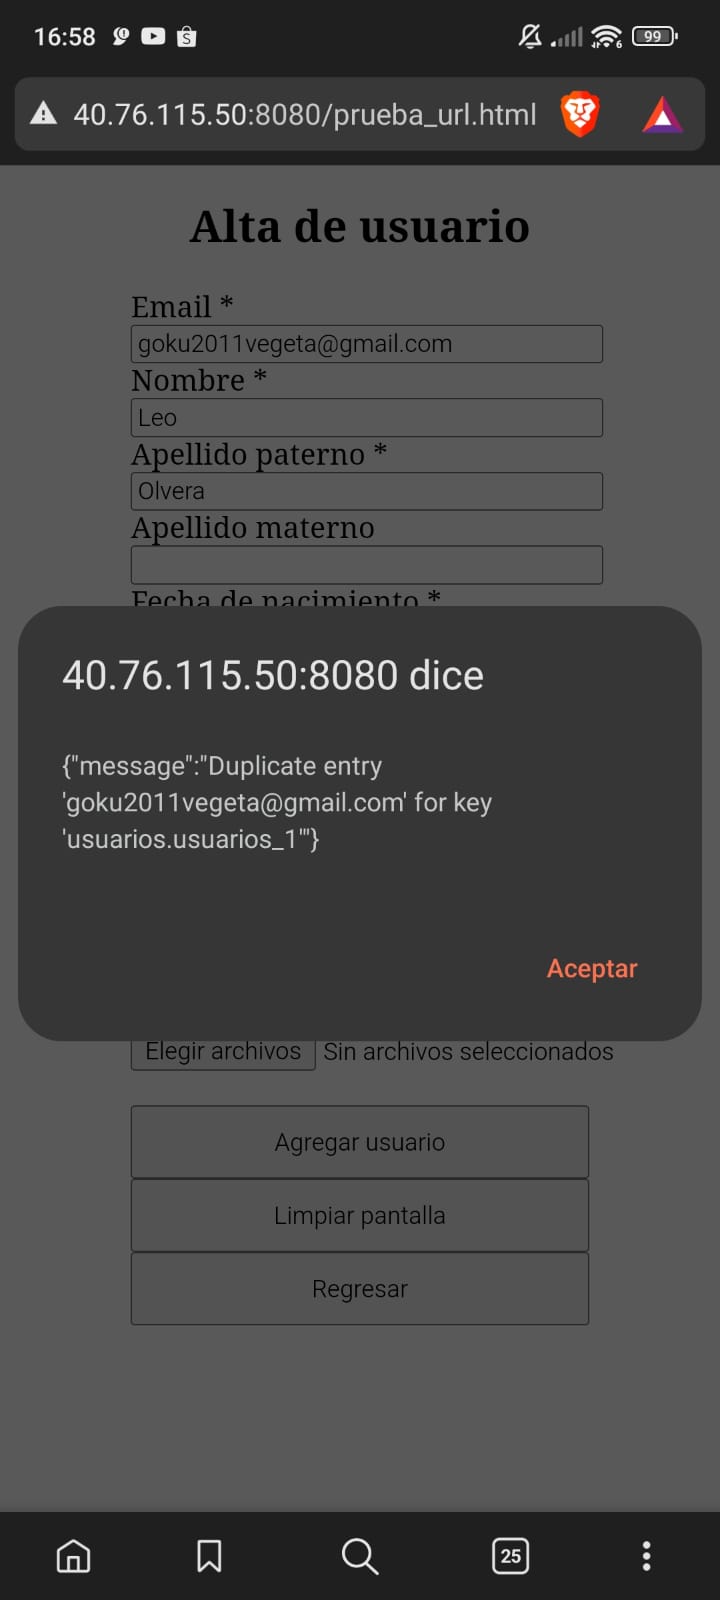 16:58
99
40.76.115.50:8080/prueba_url.html
Alta de usuario
Email *
goku2011vegeta@gmail.com
Nombre *
Leo
Apellido paterno *
Olvera
Apellido materno
Fecha de nacimiento *
40.76.115.50:8080 dice
{"message":"Duplicate entry
'goku2011vegeta@gmail.com' for key
'usuarios.usuarios_1'"}
Aceptar
Elegir archivos Sin archivos seleccionados
Agregar usuario
Limpiar pantalla
Regresar
25